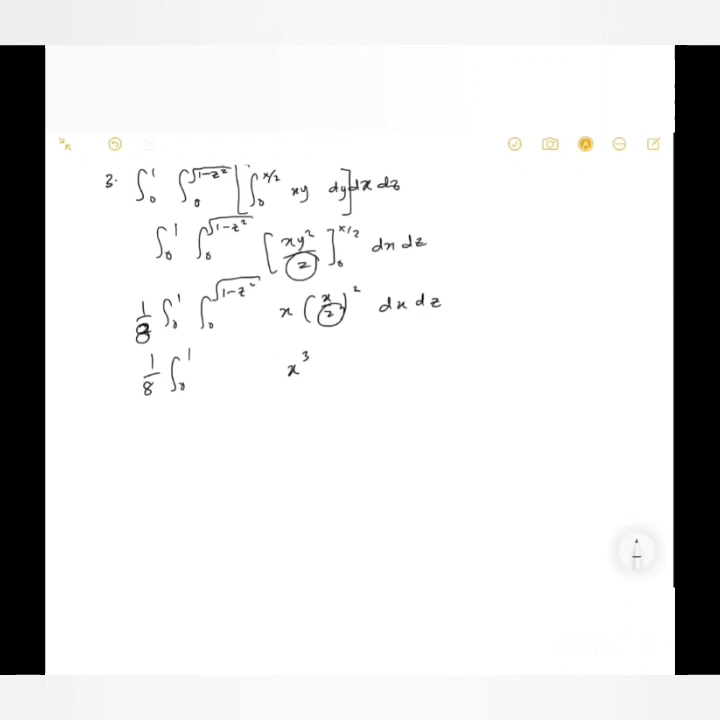 3. ∫₀¹ ∫₀^√(1-z²) [∫₀^(x/2) xy dy] dx dz
∫₀¹ ∫₀^√(1-z²) [xy²/2]₀^(x/2) dx dz
1/8 ∫₀¹ ∫₀^√(1-z²) x (x/2)² dx dz
1/8 ∫₀¹ x³